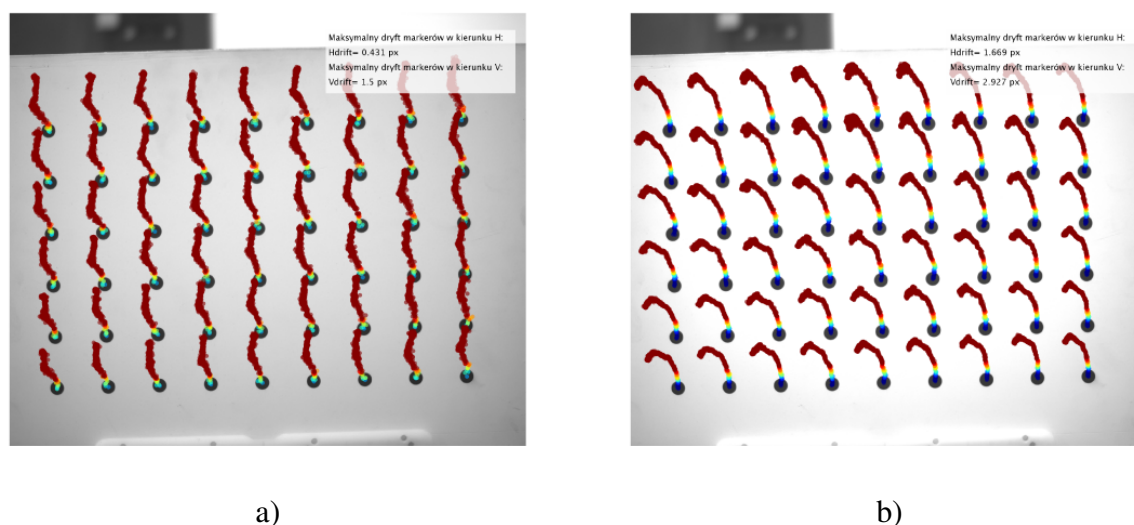 Maksymalny dryft markerów w kierunku H:
Hdrift= 0.431 px
Maksymalny dryft markerów w kierunku V:
Vdrift= 1.5 px
Maksymalny dryft markerów w kierunku H:
Hdrift= 1.669 px
Maksymalny dryft markerów w kierunku V:
Vdrift= 2.927 px
a)
b)